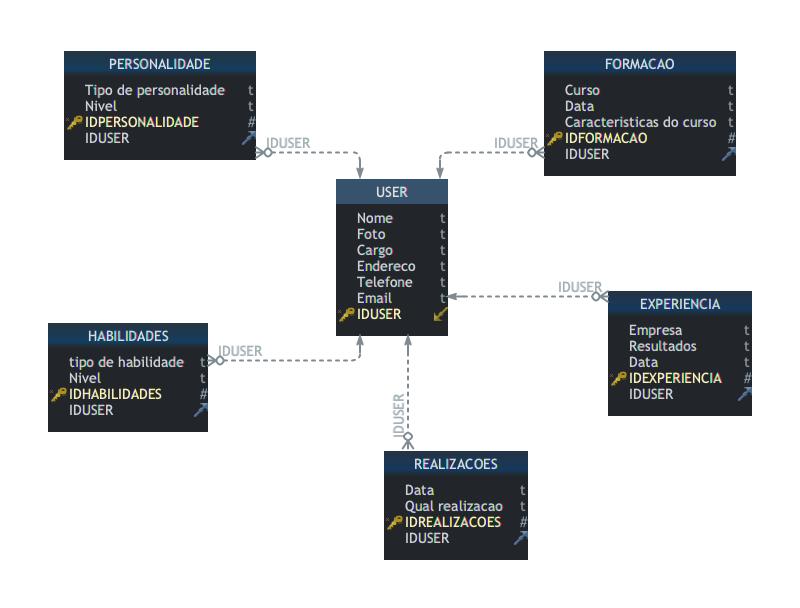 PERSONALIDADE
Tipo de personalidade t
Nivel t
IDPERSONALIDADE #
IDUSER
IDUSER
FORMACAO
Curso t
Data t
Caracteristicas do curso t
IDFORMACAO #
IDUSER
IDUSER
USER
Nome t
Foto t
Cargo t
Endereco t
Telefone t
Email t
IDUSER
IDUSER
EXPERIENCIA
Empresa t
Resultados t
Data t
IDEXPERIENCIA #
IDUSER
HABILIDADES
tipo de habilidade t
Nivel t
IDHABILIDADES #
IDUSER
IDUSER
IDUSER
REALIZACOES
Data t
Qual realizacao t
IDREALIZACOES #
IDUSER